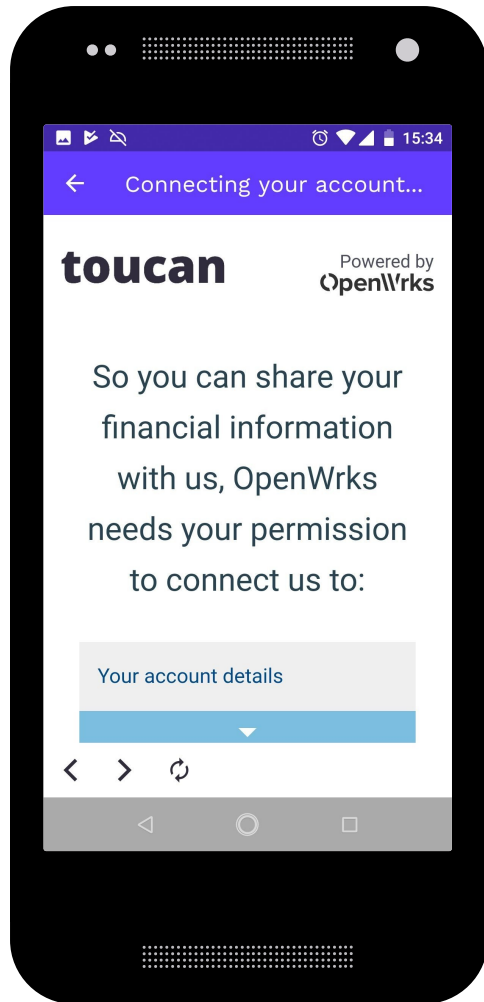 15:34
Connecting your account...
toucan
Powered by
OpenWrks
So you can share your
financial information
with us, OpenWrks
needs your permission
to connect us to:
Your account details